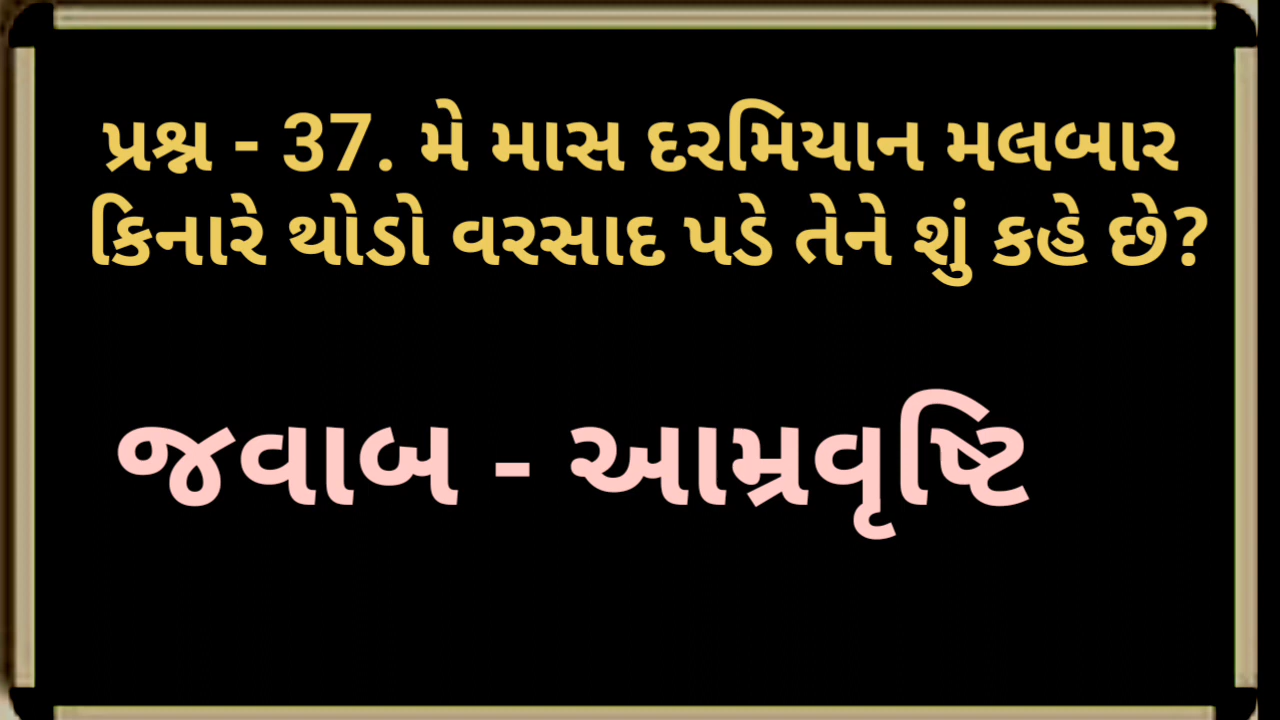 પ્રશ્ન - 37. મે માસ દરમિયાન મલબાર
કિનારે થોડો વરસાદ પડે તેને શું કહે છે?
જવાબ - આમ્રવૃષ્ટિ